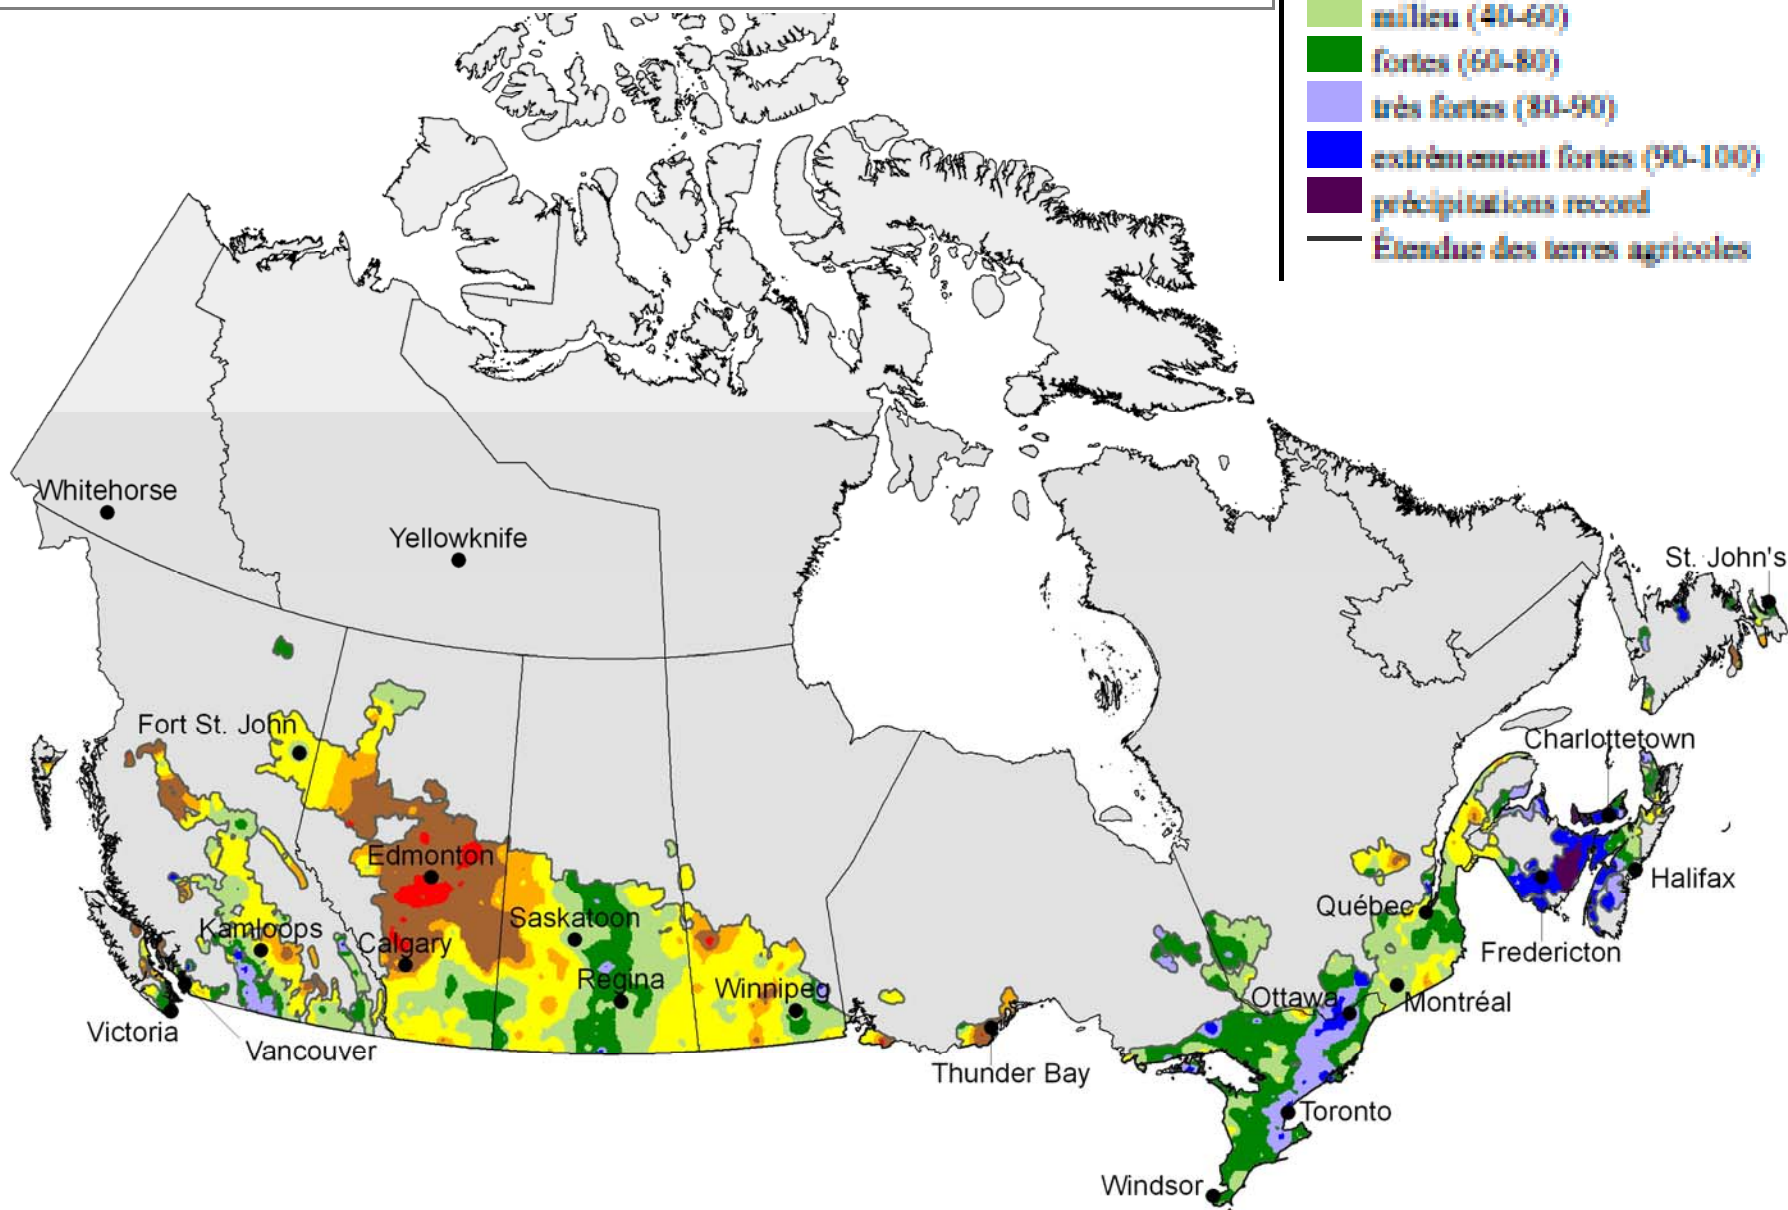 milieu (40-60)
fortes (60-80)
très fortes (80-90)
extrêmement fortes (90-100)
précipitations record
Étendue des terres agricoles
Whitehorse
Yellowknife
St. John's
Fort St. John
Charlottetown
Edmonton
Halifax
Québec
Saskatoon
Kamloops
Calgary
Fredericton
Regina
Winnipeg
Ottawa
Montréal
Victoria
Vancouver
Thunder Bay
Toronto
Windsor